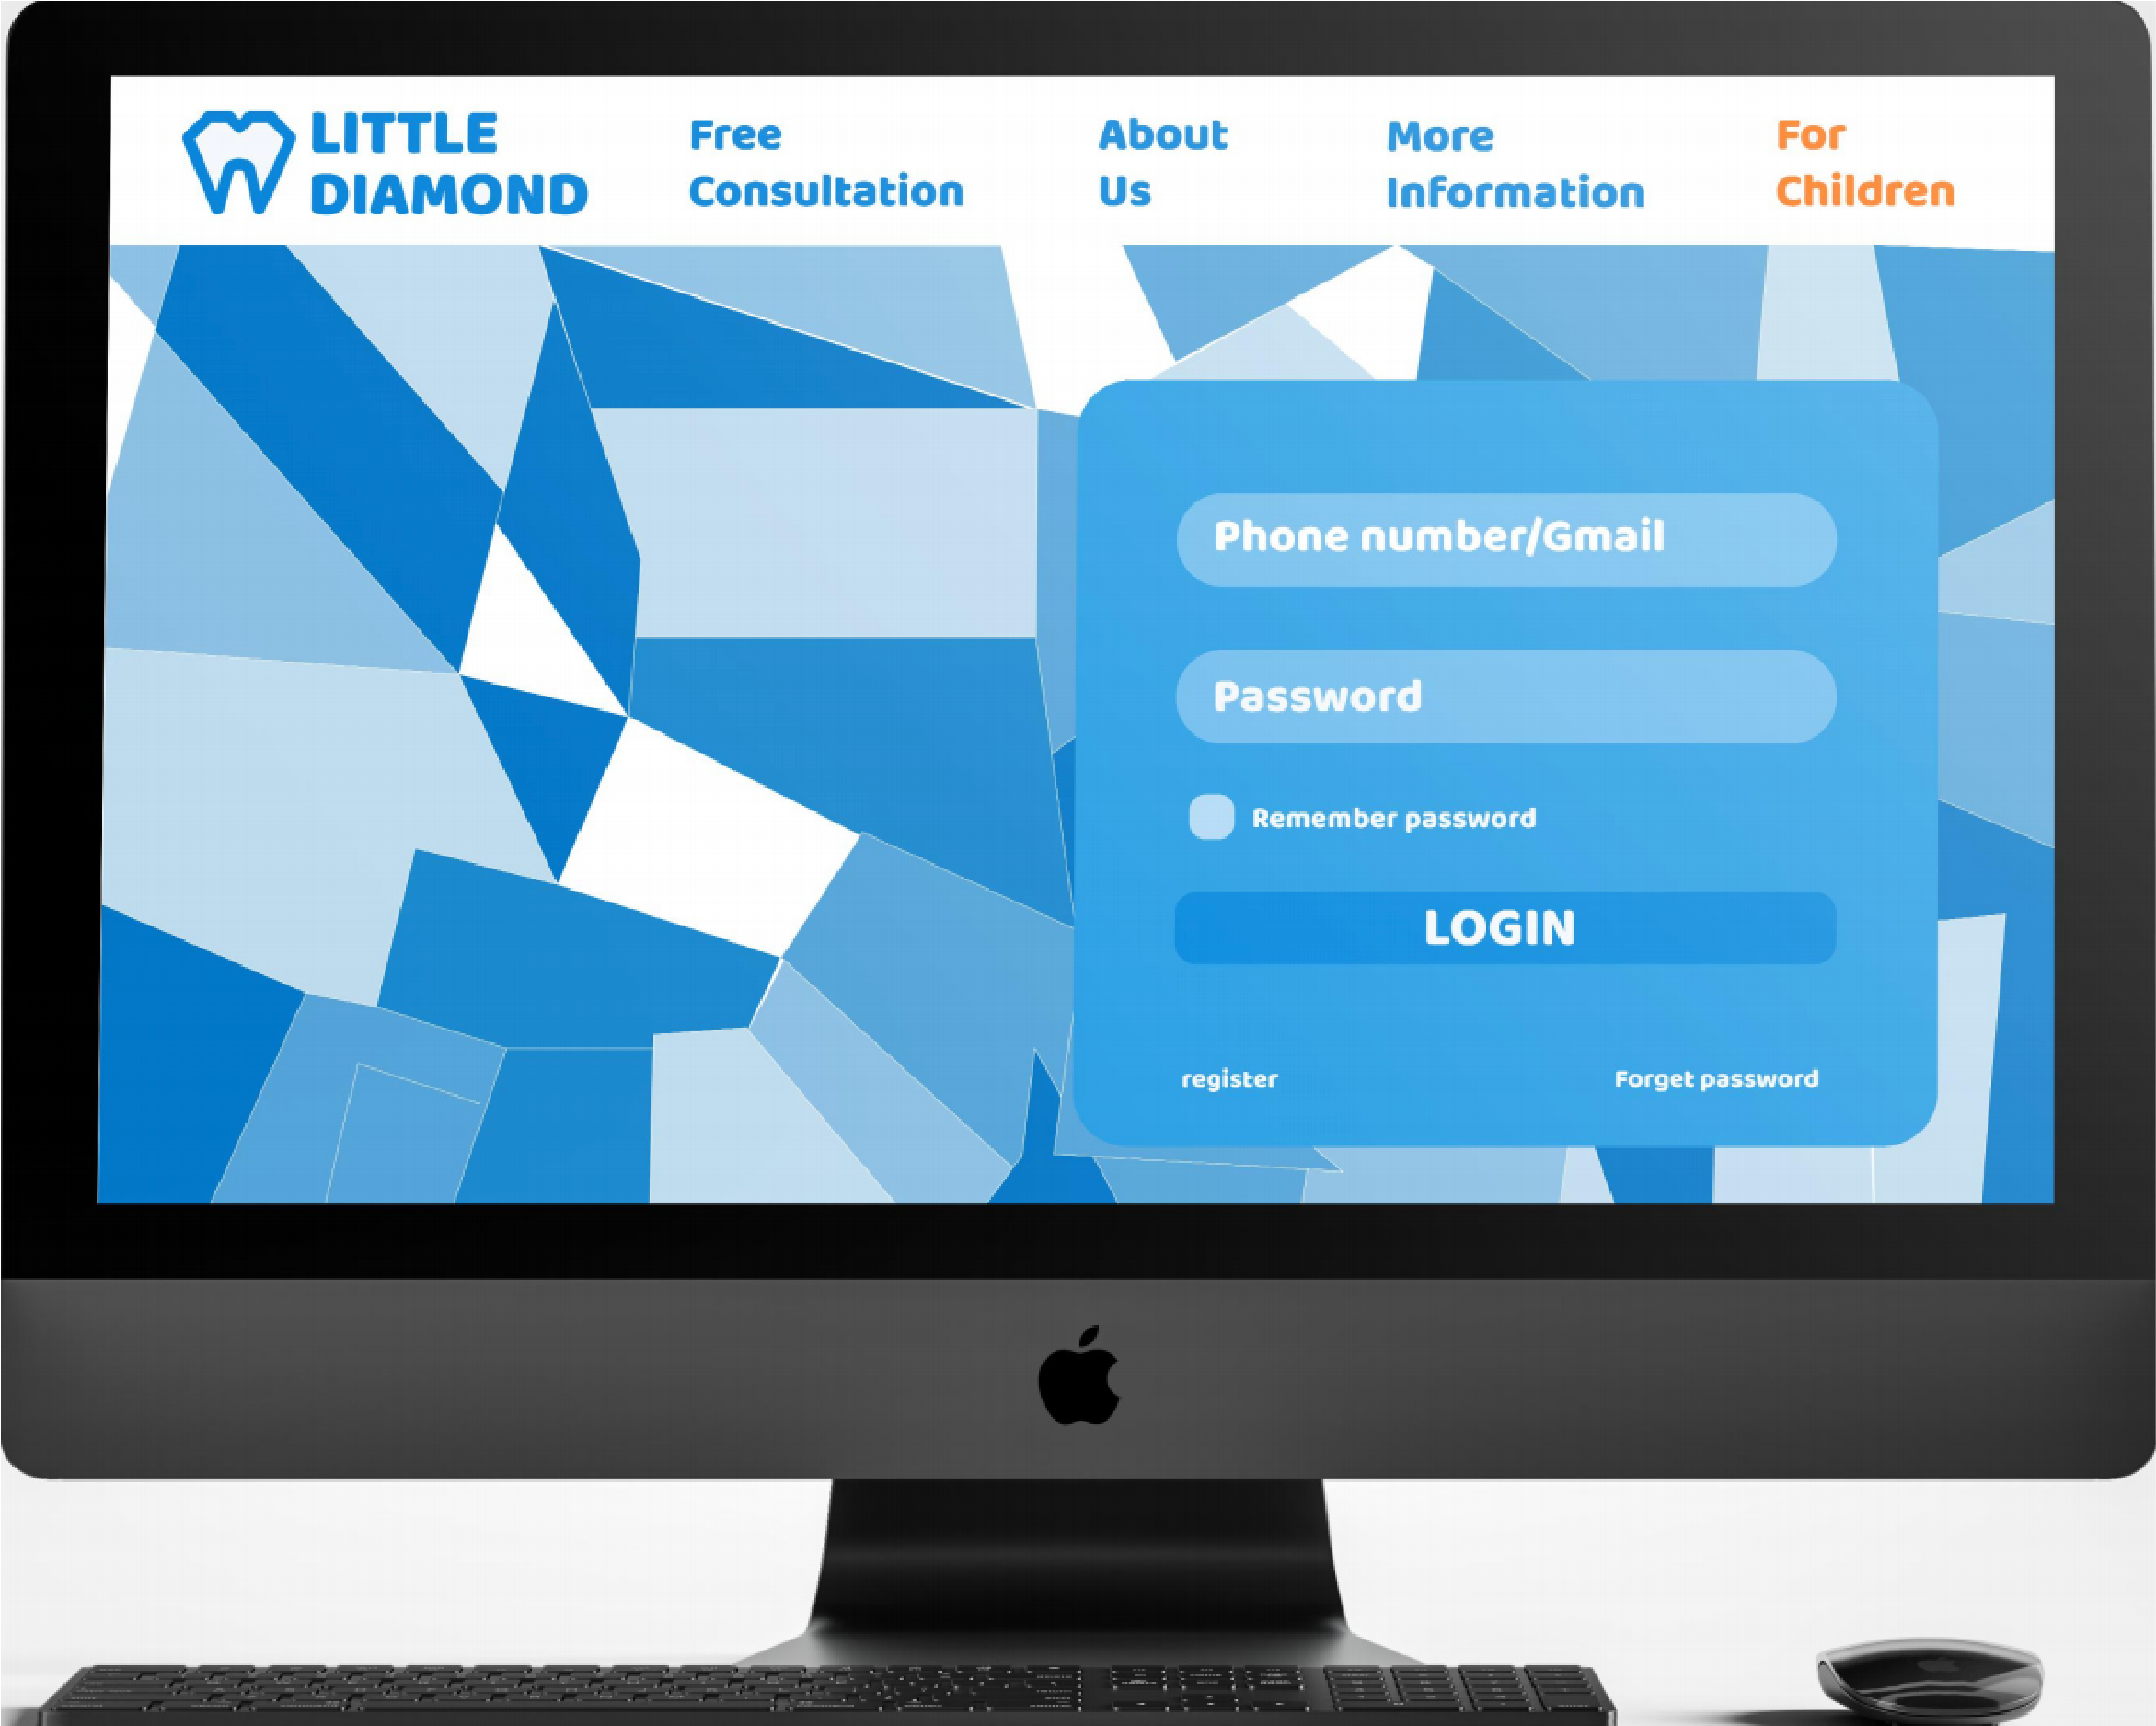 LITTLE
DIAMOND
Free
Consultation
About
Us
More
Information
For
Children
Phone number/Gmail
Password
Remember password
LOGIN
register
Forget password